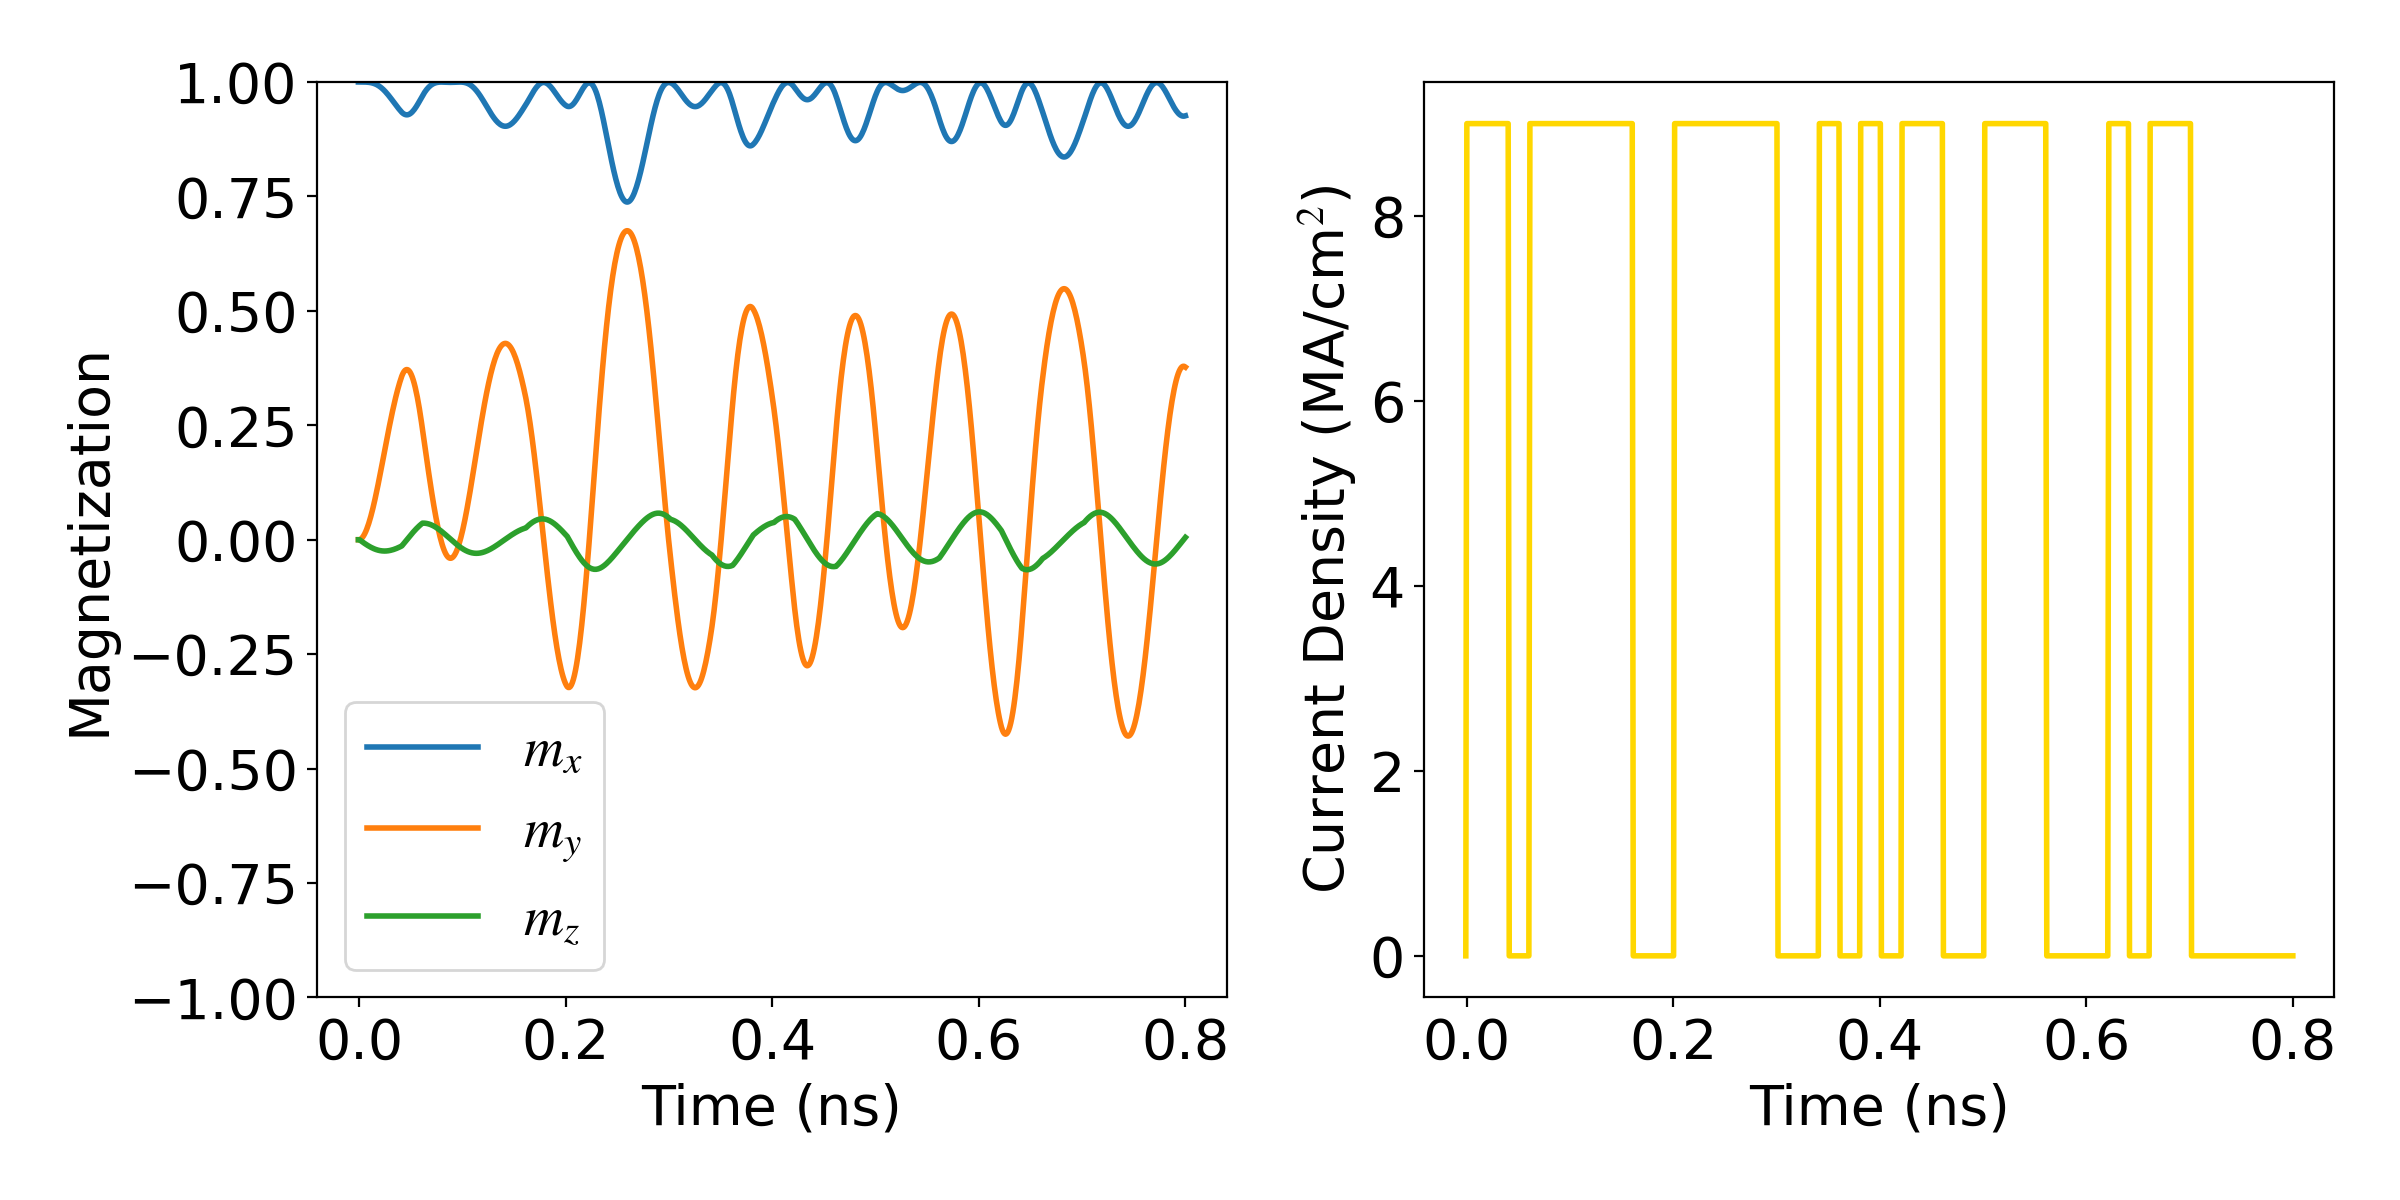 1.00
0.75
0.50
0.25
0.00
−0.25
−0.50
−0.75
−1.00
Magnetization
m_x
m_y
m_z
0.0 0.2 0.4 0.6 0.8
Time (ns)
8
6
4
2
0
Current Density (MA/cm²)
0.0 0.2 0.4 0.6 0.8
Time (ns)